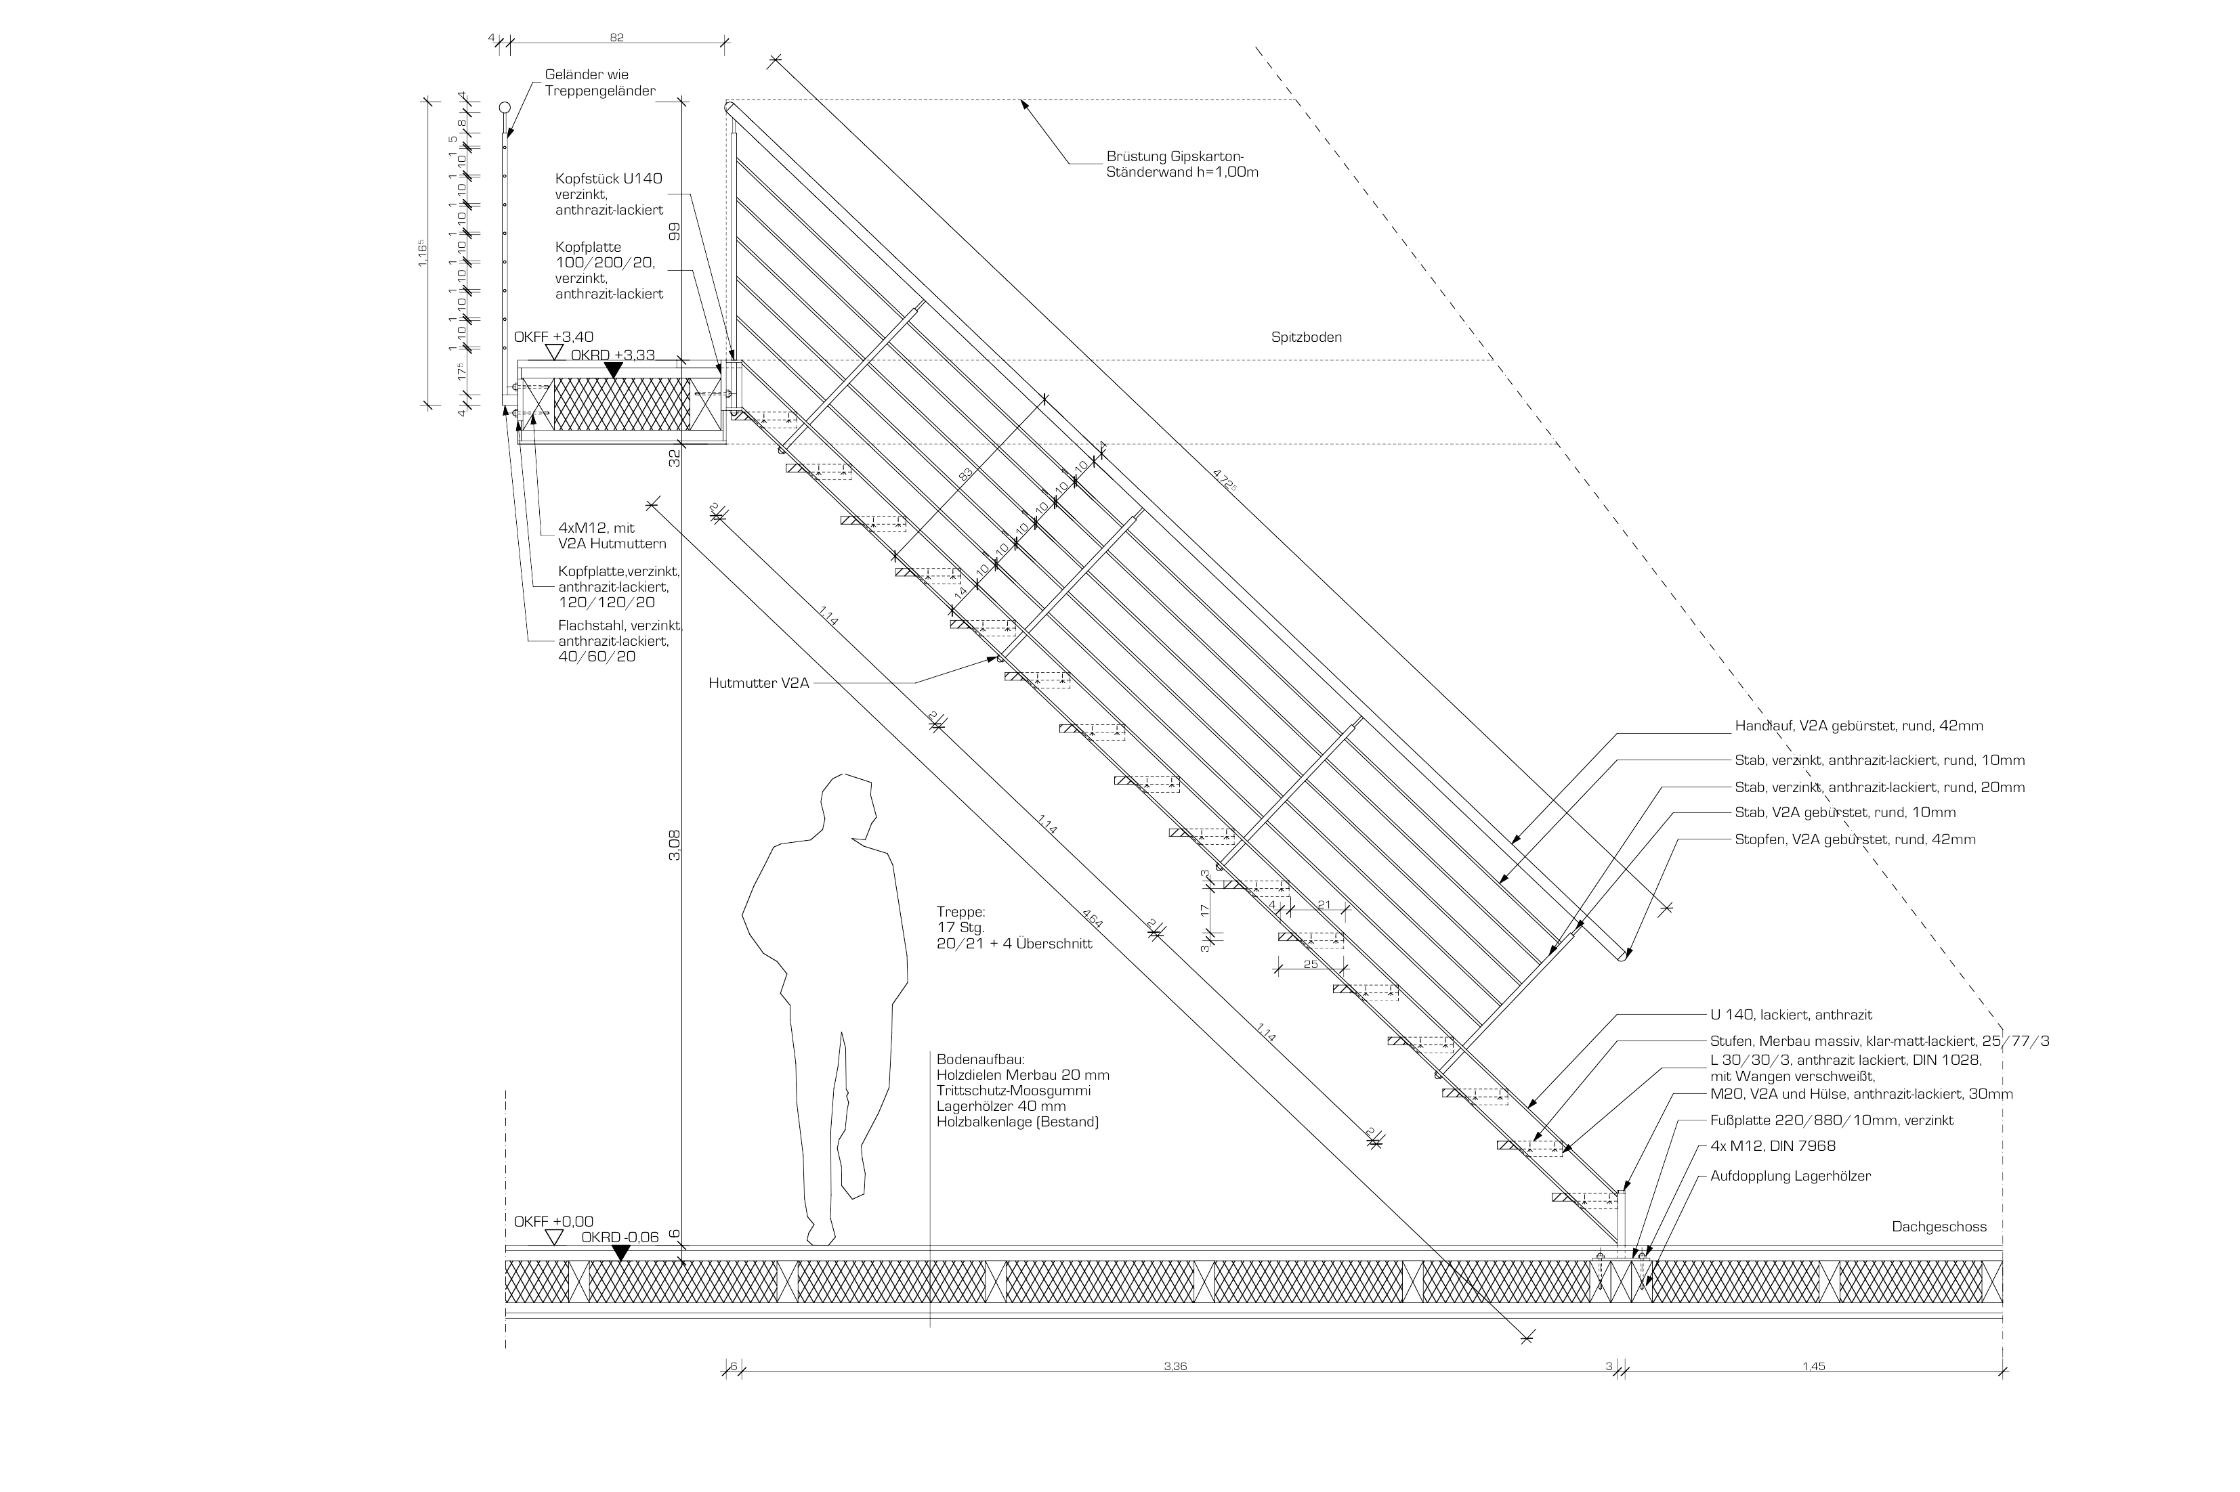 4
82
Geländer wie
Treppengeländer
4
8
5
1
10
1
10
1
10
1
10
1
10
1
10
1
10
1
17⁵
4
1,16⁵
99
Brüstung Gipskarton-
Ständerwand h=1,00m
Kopfstück U140
verzinkt,
anthrazit-lackiert
Kopfplatte
100/200/20,
verzinkt,
anthrazit-lackiert
OKFF +3,40
OKRD +3,33
Spitzboden
32
4xM12, mit
V2A Hutmuttern
Kopfplatte,verzinkt,
anthrazit-lackiert,
120/120/20
Flachstahl, verzinkt,
anthrazit-lackiert,
40/60/20
Hutmutter V2A
83
4
10
1
10
1
10
1
10
1
10
1
10
14
4,72⁵
2
1,14
2
1,14
2
1,14
2
4,64
3,08
Handlauf, V2A gebürstet, rund, 42mm
Stab, verzinkt, anthrazit-lackiert, rund, 10mm
Stab, verzinkt, anthrazit-lackiert, rund, 20mm
Stab, V2A gebürstet, rund, 10mm
Stopfen, V2A gebürstet, rund, 42mm
3
17
3
4
21
25
Treppe:
17 Stg.
20/21 + 4 Überschnitt
U 140, lackiert, anthrazit
Stufen, Merbau massiv, klar-matt-lackiert, 25/77/3
L 30/30/3, anthrazit lackiert, DIN 1028,
mit Wangen verschweißt,
M20, V2A und Hülse, anthrazit-lackiert, 30mm
Fußplatte 220/880/10mm, verzinkt
4x M12, DIN 7968
Aufdopplung Lagerhölzer
Bodenaufbau:
Holzdielen Merbau 20 mm
Trittschutz-Moosgummi
Lagerhölzer 40 mm
Holzbalkenlage (Bestand)
OKFF +0,00
OKRD -0,06
6
Dachgeschoss
6
3,36
3
1,45